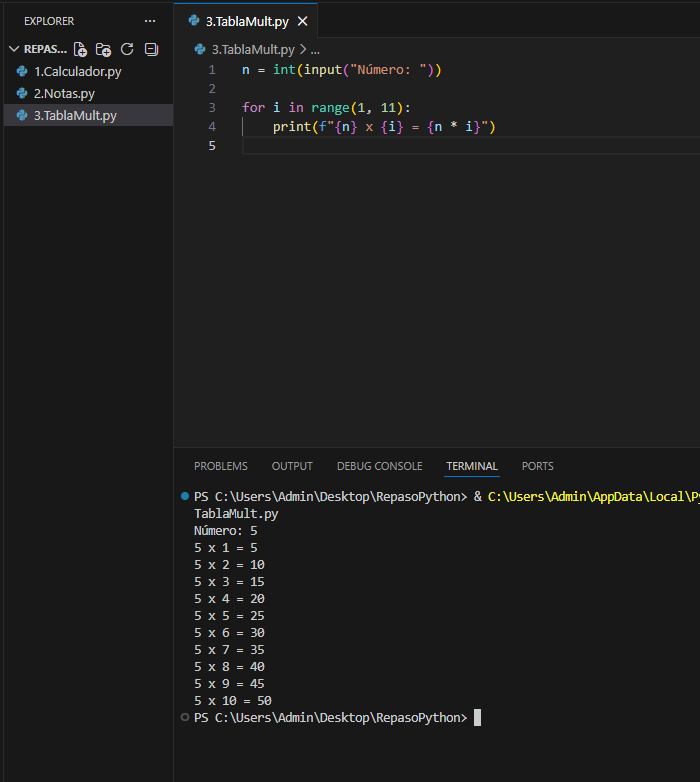 EXPLORER
REPAS...
1.Calculador.py
2.Notas.py
3.TablaMult.py
3.TablaMult.py
3.TablaMult.py > ...
1 n = int(input("Número: "))
2
3 for i in range(1, 11):
4     print(f"{n} x {i} = {n * i}")
5
PROBLEMS OUTPUT DEBUG CONSOLE TERMINAL PORTS
PS C:\Users\Admin\Desktop\RepasoPython> & C:\Users\Admin\AppData\Local\
TablaMult.py
Número: 5
5 x 1 = 5
5 x 2 = 10
5 x 3 = 15
5 x 4 = 20
5 x 5 = 25
5 x 6 = 30
5 x 7 = 35
5 x 8 = 40
5 x 9 = 45
5 x 10 = 50
PS C:\Users\Admin\Desktop\RepasoPython>